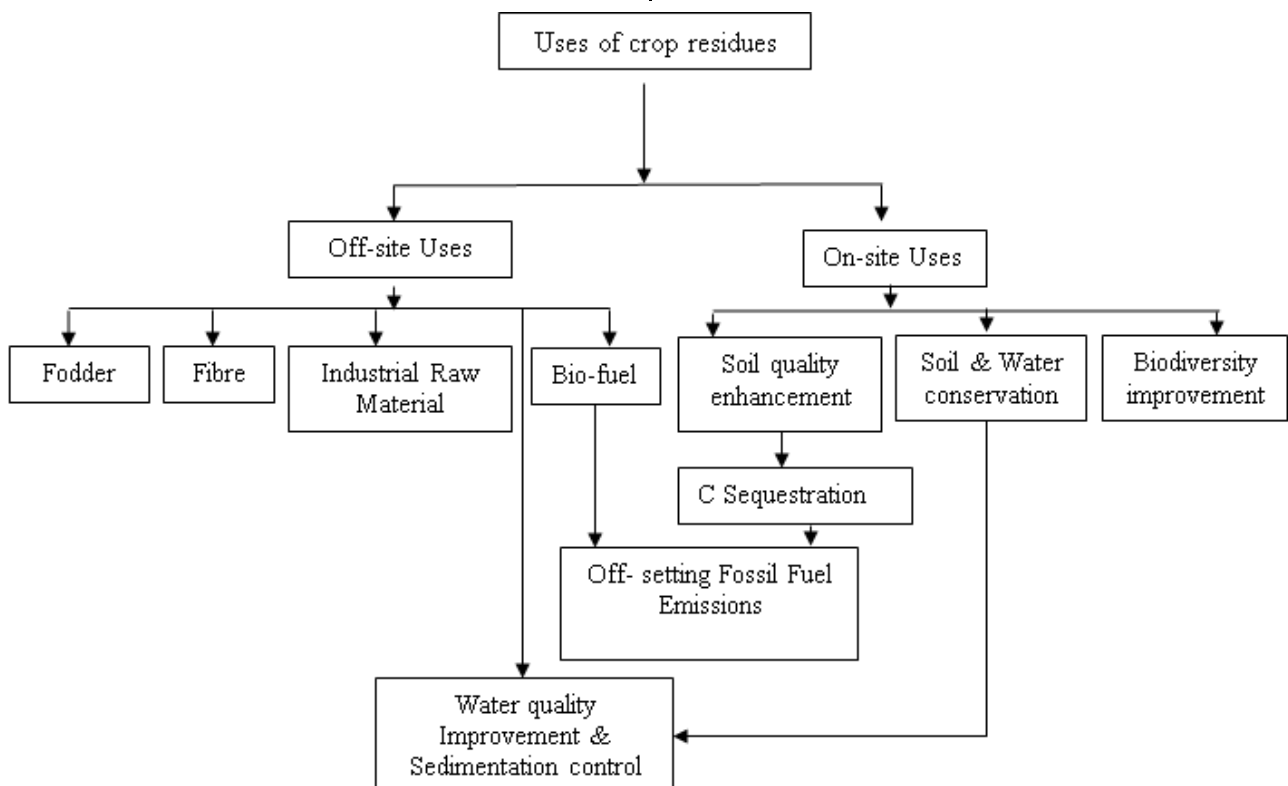 Uses of crop residues
Off-site Uses
On-site Uses
Fodder
Fibre
Industrial Raw
Material
Bio-fuel
Soil quality
enhancement
Soil & Water
conservation
Biodiversity
improvement
C Sequestration
Off- setting Fossil Fuel
Emissions
Water quality
Improvement &
Sedimentation control